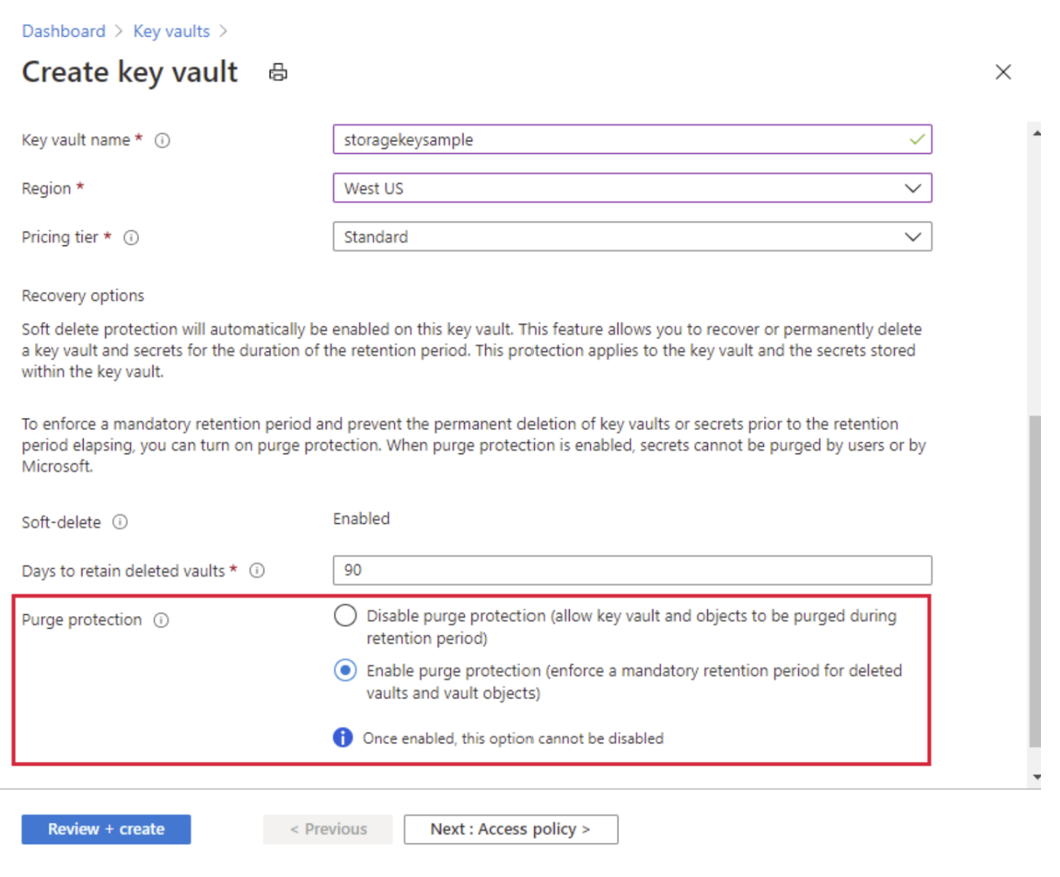 Dashboard > Key vaults >
Create key vault
Key vault name *
storagekeysample
Region *
West US
Pricing tier *
Standard
Recovery options
Soft delete protection will automatically be enabled on this key vault. This feature allows you to recover or permanently delete
a key vault and secrets for the duration of the retention period. This protection applies to the key vault and the secrets stored
within the key vault.
To enforce a mandatory retention period and prevent the permanent deletion of key vaults or secrets prior to the retention
period elapsing, you can turn on purge protection. When purge protection is enabled, secrets cannot be purged by users or by
Microsoft.
Soft-delete
Enabled
Days to retain deleted vaults *
90
Purge protection
Disable purge protection (allow key vault and objects to be purged during
retention period)
Enable purge protection (enforce a mandatory retention period for deleted
vaults and vault objects)
Once enabled, this option cannot be disabled
Review + create
< Previous
Next : Access policy >